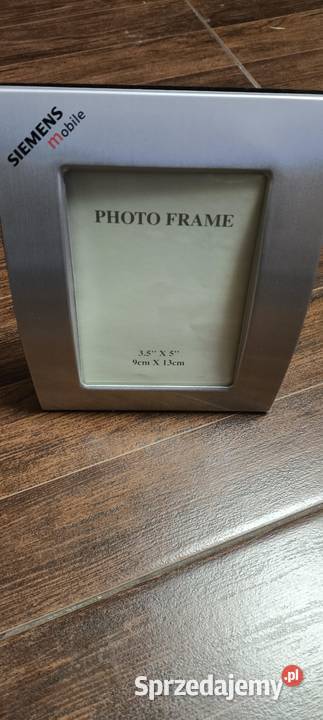 SIEMENS
mobile
PHOTO FRAME
3.5" X 5"
9cm X 13cm
Sprzedajemy.pl